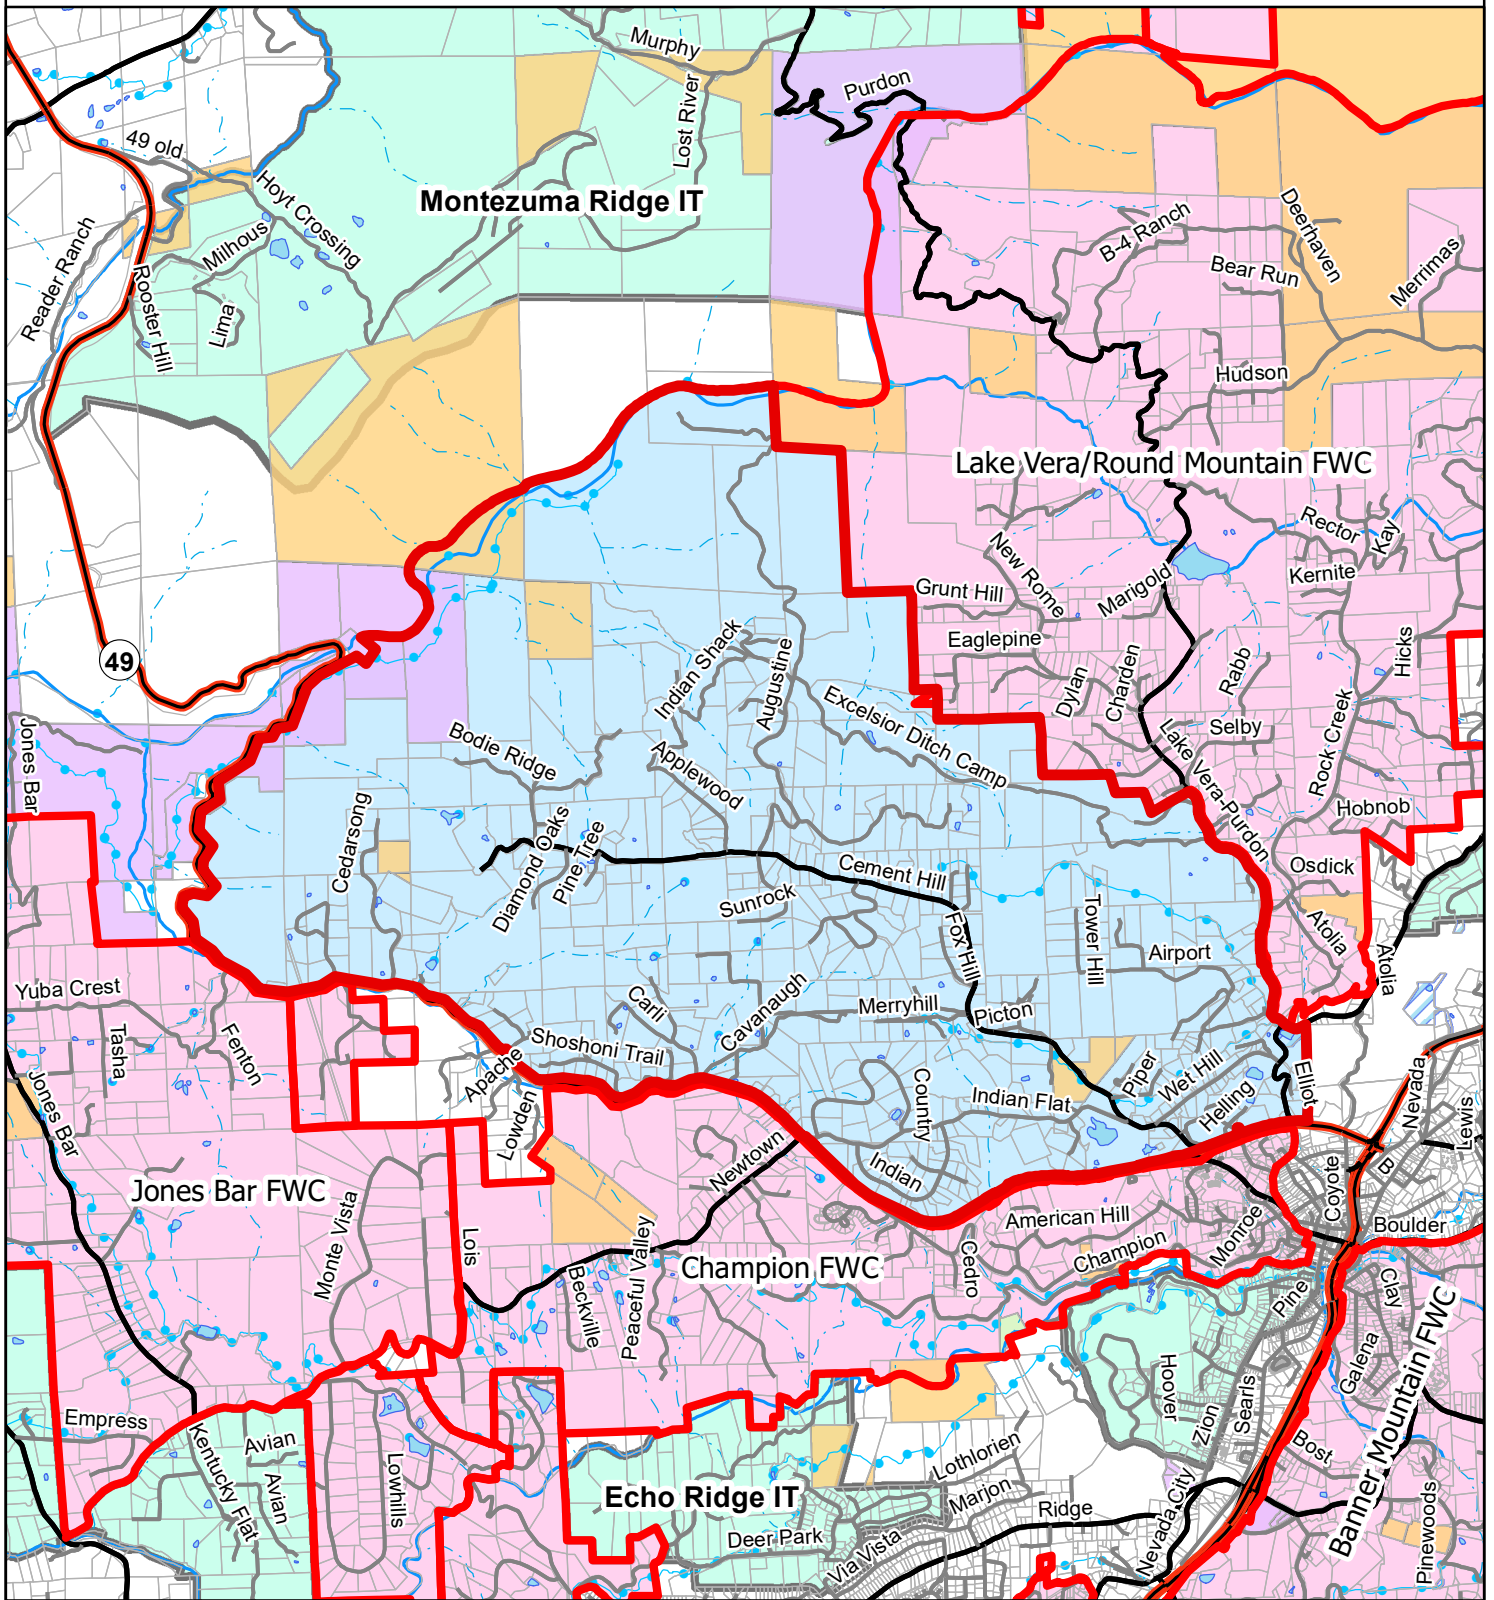 Murphy
Purdon
Lost River
49 old
Hoyt Crossing
Montezuma Ridge IT
Milhous
Reader Ranch
Rooster Hill
Lima
B-4 Ranch
Deerhaven
Bear Run
Merrimas
Hudson
Lake Vera/Round Mountain FWC
Rector
Kay
New Rome
Kernite
Grunt Hill
Marigold
Eaglepine
49
Indian Shack
Augustine
Dylan
Charden
Rabb
Hicks
Excelsior Ditch Camp
Selby
Rock Creek
Lake Vera-Purdon
Jones Bar
Bodie Ridge
Applewood
Hobnob
Cedarsong
Diamond Oaks
Pine Tree
Cement Hill
Osdick
Sunrock
Fox Hill
Tower Hill
Airport
Atolia
Atolia
Yuba Crest
Carli
Cavanaugh
Merryhill
Picton
Tasha
Fenton
Shoshoni Trail
Apache
Piper
Wet Hill
Elliot
Nevada
Jones Bar
Lowden
Country
Indian Flat
Helling
Lewis
Newtown
Indian
Coyote
B
Jones Bar FWC
Monte Vista
Lois
American Hill
Boulder
Peaceful Valley
Champion FWC
Cedro
Champion
Monroe
Beckville
Pine
Clay
Galena
Banner Mountain FWC
Hoover
Empress
Kentucky Flat
Avian
Avian
Lowhills
Zion
Searls
Bost
Lothlorien
Marjon
Echo Ridge IT
Ridge
Deer Park
Via Vista
Nevada City
Pinewoods